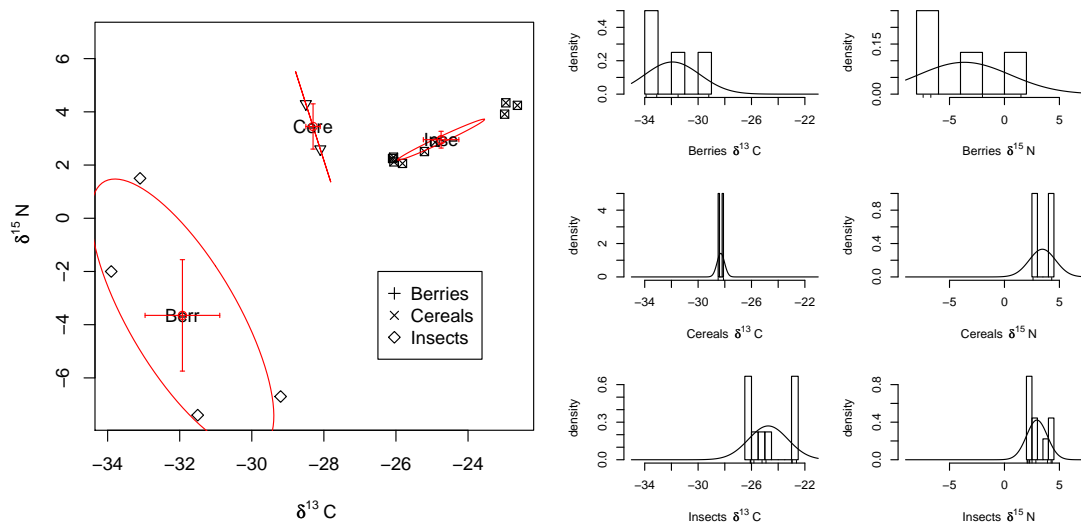 6
4
2
0
−2
−4
−6
δ¹⁵ N
Cere
Inse
Berr
Berries
Cereals
Insects
−34 −32 −30 −28 −26 −24
δ¹³ C
density
0.0 0.2 0.4
−34 −30 −26 −22
Berries δ¹³ C
density
0.00 0.15
−5 0 5
Berries δ¹⁵ N
density
0 2 4
−34 −30 −26 −22
Cereals δ¹³ C
density
0.0 0.4 0.8
−5 0 5
Cereals δ¹⁵ N
density
0.0 0.3 0.6
−34 −30 −26 −22
Insects δ¹³ C
density
0.0 0.4 0.8
−5 0 5
Insects δ¹⁵ N